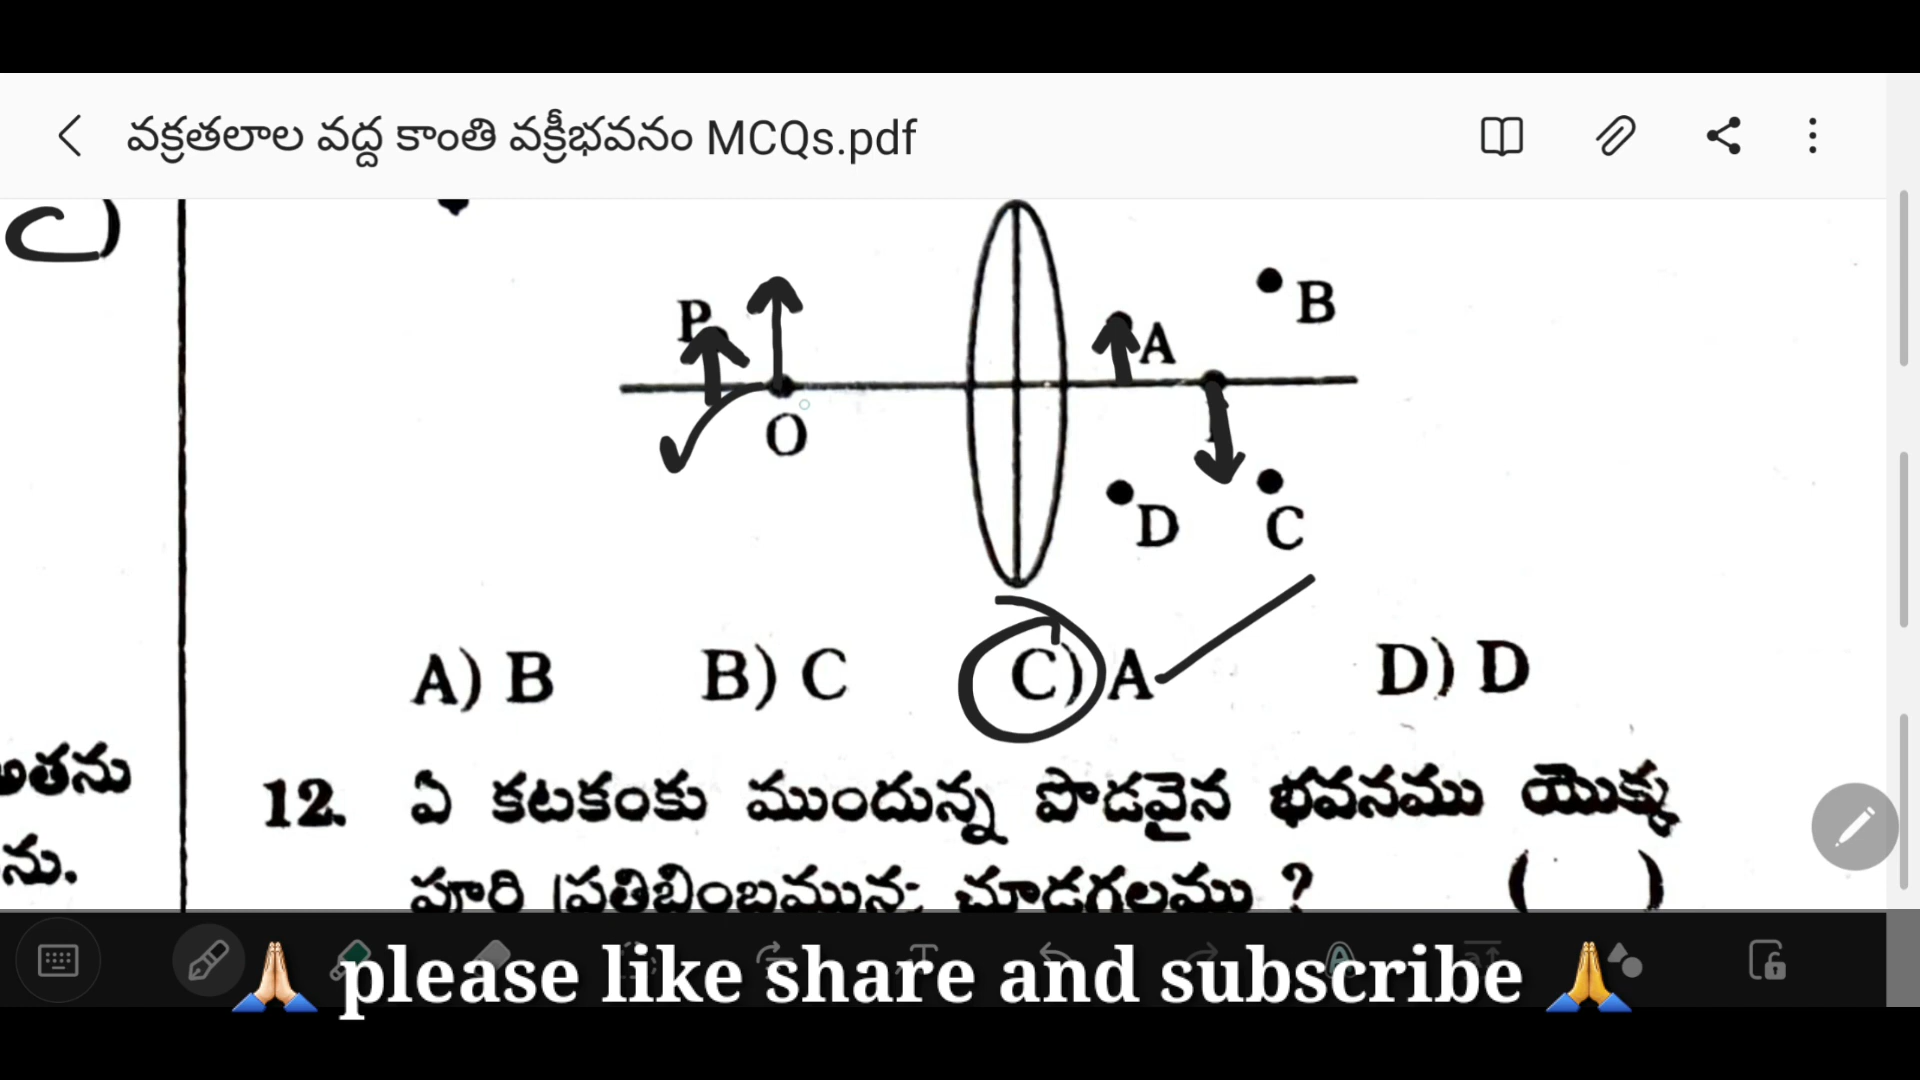 వక్రతలాల వద్ద కాంతి వక్రీభవనం MCQs.pdf
P
A
B
O
D
C
A) B B) C C) A D) D
12. ఏ కటకంకు ముందున్న పొడవైన భవనము యొక్క
ను.
పూర్తి ప్రతిబింబమును చూడగలము ? ( )
🙏🏻 please like share and subscribe 🙏